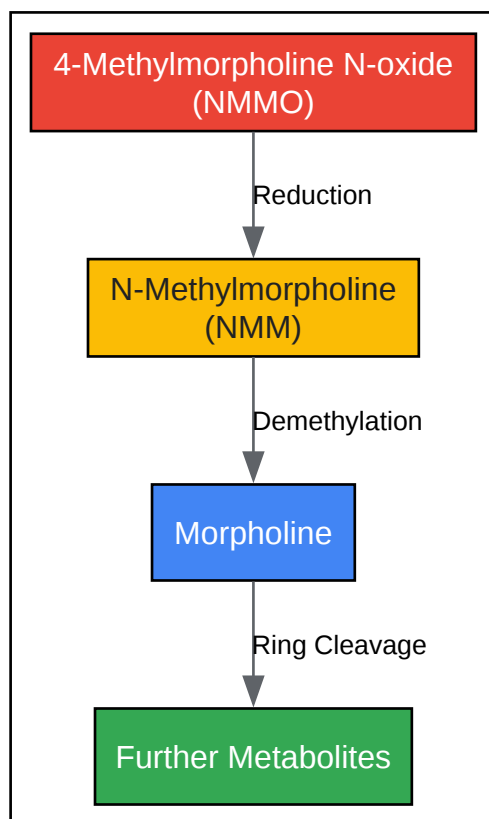 4-Methylmorpholine N-oxide
(NMMO)
Reduction
N-Methylmorpholine
(NMM)
Demethylation
Morpholine
Ring Cleavage
Further Metabolites